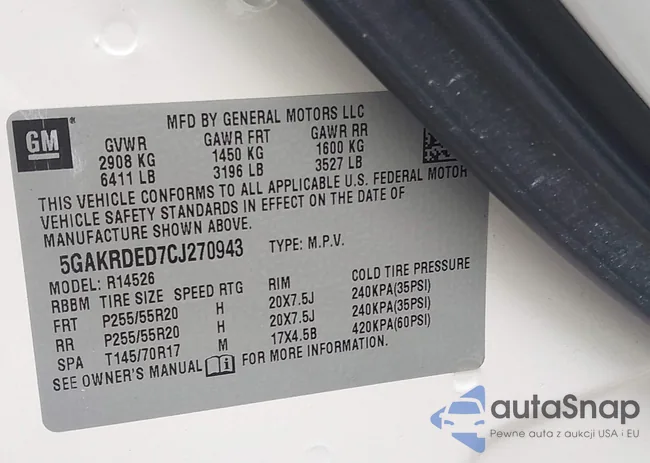 GM
MFD BY GENERAL MOTORS LLC
GVWR GAWR FRT GAWR RR
2908 KG 1450 KG 1600 KG
6411 LB 3196 LB 3527 LB
THIS VEHICLE CONFORMS TO ALL APPLICABLE U.S. FEDERAL MOTOR
VEHICLE SAFETY STANDARDS IN EFFECT ON THE DATE OF
MANUFACTURE SHOWN ABOVE.
5GAKRDED7CJ270943 TYPE: M.P.V.
MODEL: R14526
RBBM TIRE SIZE SPEED RTG RIM COLD TIRE PRESSURE
FRT P255/55R20 H 20X7.5J 240KPA(35PSI)
RR P255/55R20 H 20X7.5J 240KPA(35PSI)
SPA T145/70R17 M 17X4.5B 420KPA(60PSI)
SEE OWNER'S MANUAL FOR MORE INFORMATION.
autaSnap
Pewne auta z aukcji USA i EU